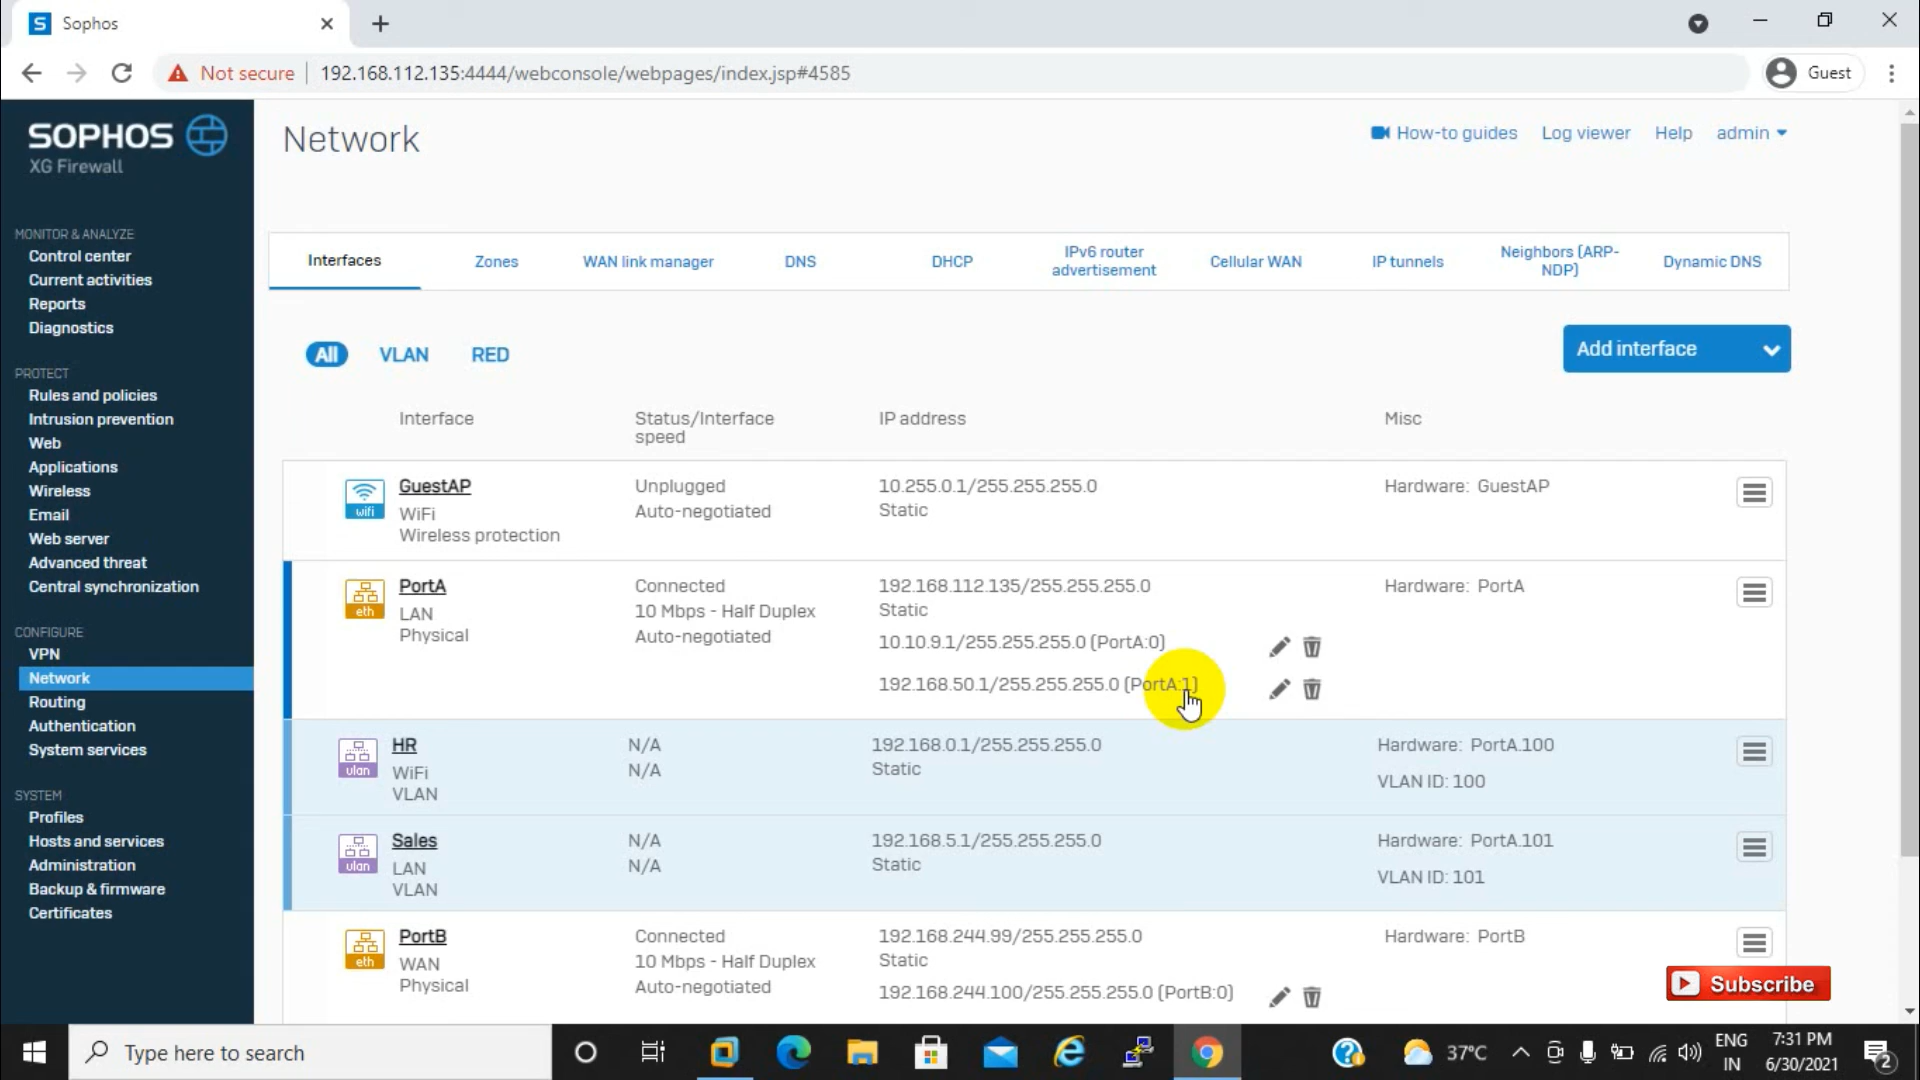 Sophos
Not secure
192.168.112.135:4444/webconsole/webpages/index.jsp#4585
Guest
SOPHOS
XG Firewall
Network
How-to guides
Log viewer
Help
admin
MONITOR & ANALYZE
Control center
Current activities
Reports
Diagnostics
PROTECT
Rules and policies
Intrusion prevention
Web
Applications
Wireless
Email
Web server
Advanced threat
Central synchronization
CONFIGURE
VPN
Network
Routing
Authentication
System services
SYSTEM
Profiles
Hosts and services
Administration
Backup & firmware
Certificates
Interfaces
Zones
WAN link manager
DNS
DHCP
IPv6 router
advertisement
Cellular WAN
IP tunnels
Neighbors (ARP-
NDP)
Dynamic DNS
All
VLAN
RED
Add interface
Interface
Status/Interface
speed
IP address
Misc
wifi
GuestAP
WiFi
Wireless protection
Unplugged
Auto-negotiated
10.255.0.1/255.255.255.0
Static
Hardware: GuestAP
eth
PortA
LAN
Physical
Connected
10 Mbps - Half Duplex
Auto-negotiated
192.168.112.135/255.255.255.0
Static
10.10.9.1/255.255.255.0 (PortA:0)
192.168.50.1/255.255.255.0 (PortA:1)
Hardware: PortA
vlan
HR
WiFi
VLAN
N/A
N/A
192.168.0.1/255.255.255.0
Static
Hardware: PortA.100
VLAN ID: 100
vlan
Sales
LAN
VLAN
N/A
N/A
192.168.5.1/255.255.255.0
Static
Hardware: PortA.101
VLAN ID: 101
eth
PortB
WAN
Physical
Connected
10 Mbps - Half Duplex
Auto-negotiated
192.168.244.99/255.255.255.0
Static
192.168.244.100/255.255.255.0 (PortB:0)
Hardware: PortB
Subscribe
Type here to search
37°C
ENG
IN
7:31 PM
6/30/2021
2